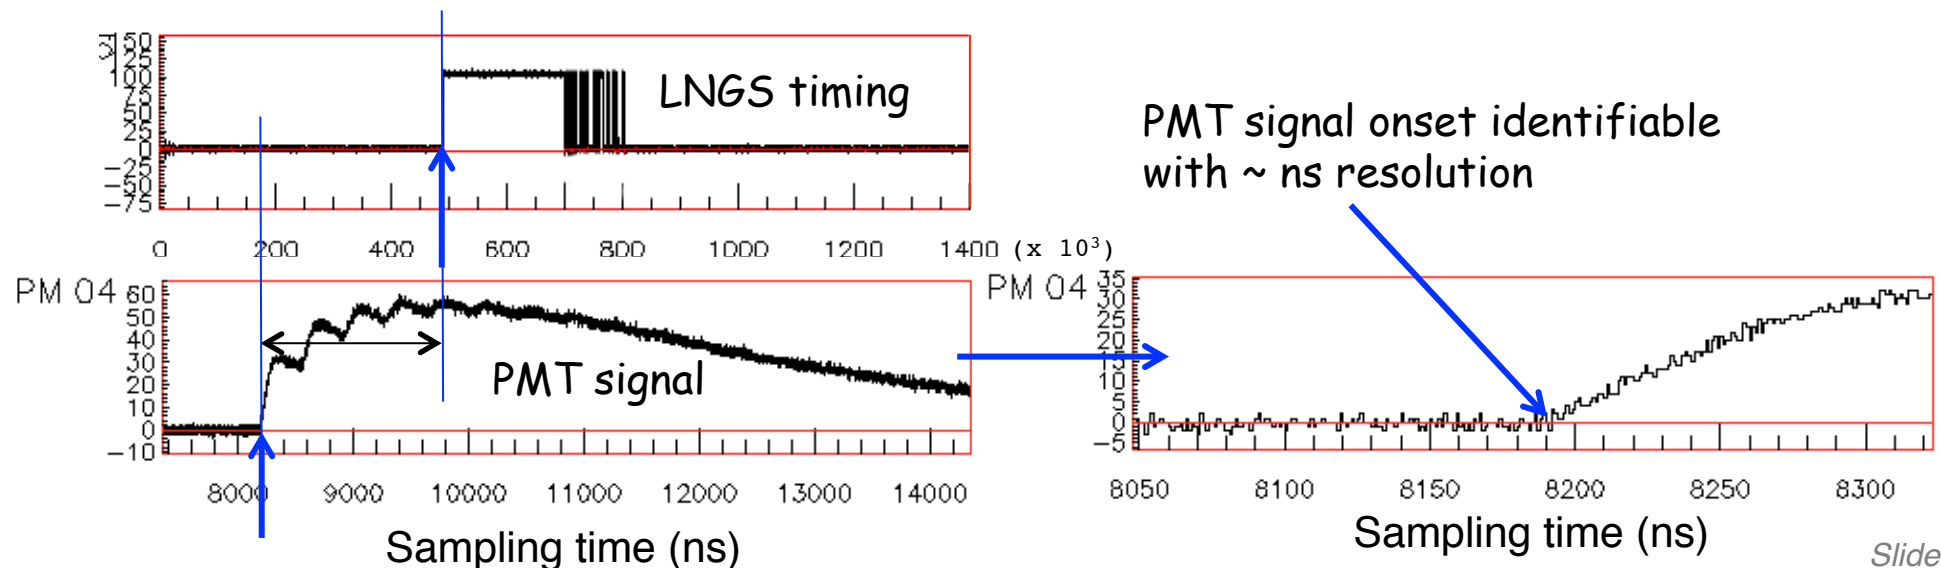 150
125
100
75
50
25
0
−25
−50
−75
LNGS timing
0 200 400 600 800 1000 1200 1400 (x 10³)
PM 04
60
50
40
30
20
10
0
−10
PMT signal
8000 9000 10000 11000 12000 13000 14000
Sampling time (ns)
PMT signal onset identifiable
with ~ ns resolution
PM 04
35
30
25
20
15
10
5
0
−5
8050 8100 8150 8200 8250 8300
Sampling time (ns)
Slide